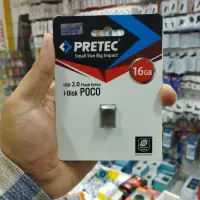 PRETEC
Small Size Big Impact
16GB
USB 2.0 Flash Drive
i-Disk POCO